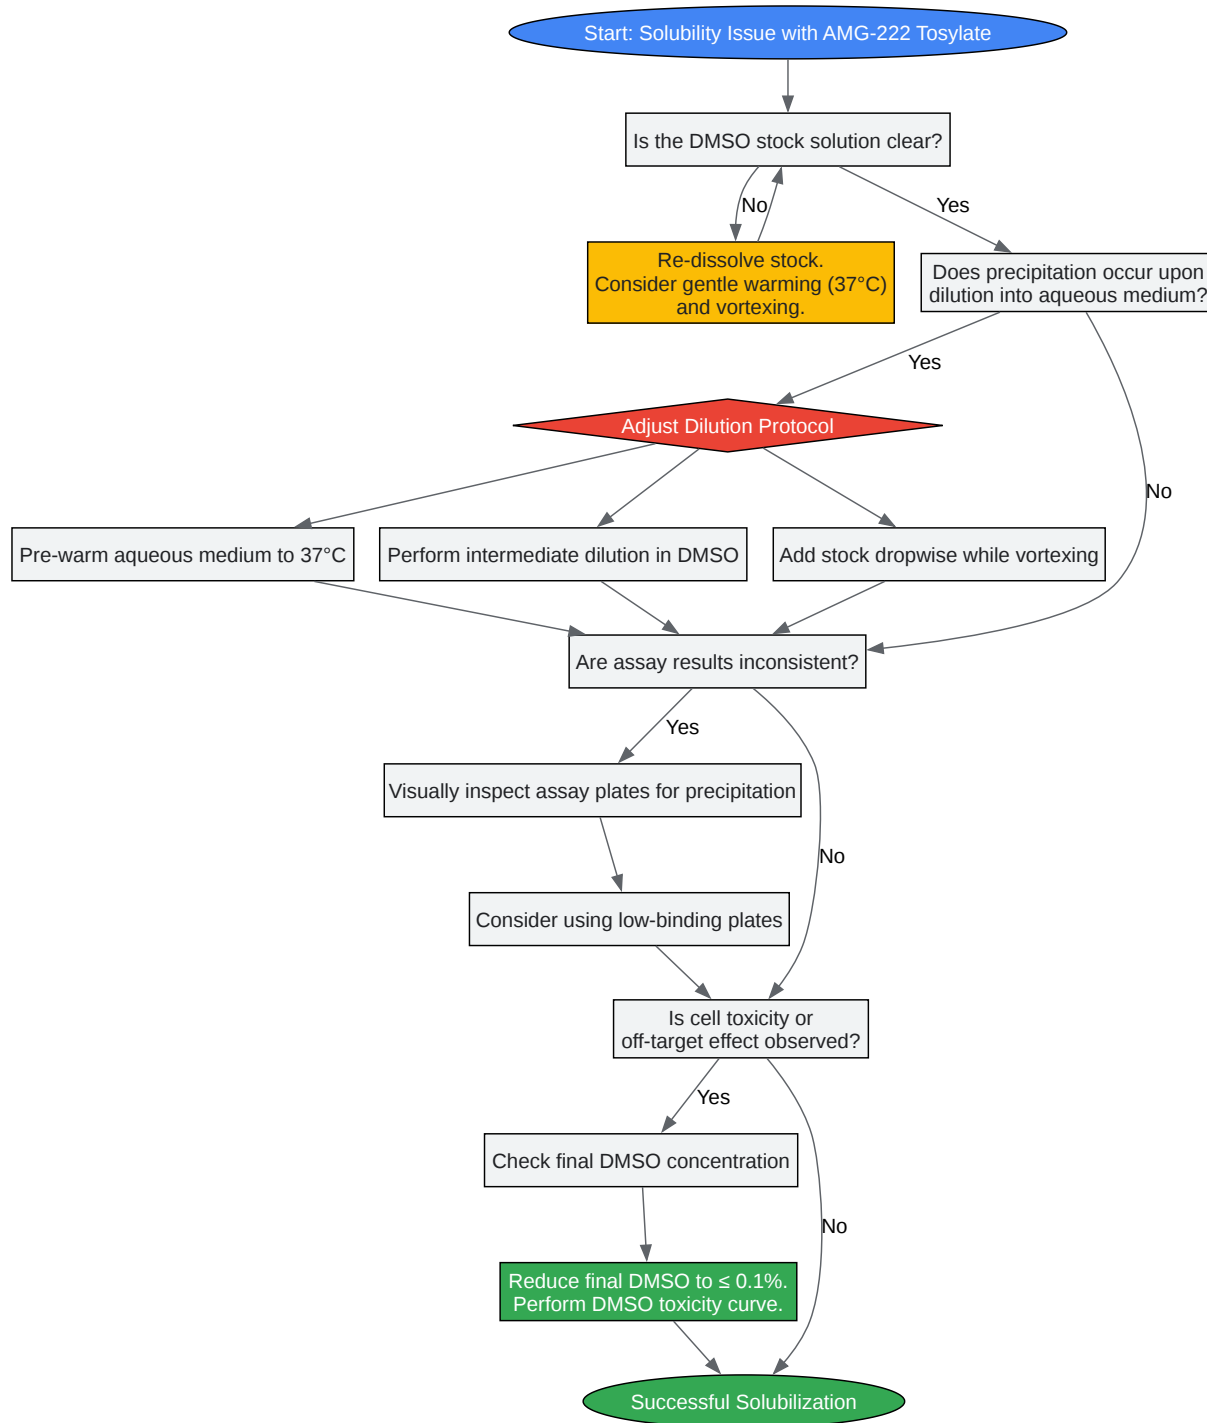 Start: Solubility Issue with AMG-222 Tosylate
Is the DMSO stock solution clear?
No
Yes
Re-dissolve stock.
Consider gentle warming (37°C)
and vortexing.
Does precipitation occur upon
dilution into aqueous medium?
Yes
Adjust Dilution Protocol
No
Pre-warm aqueous medium to 37°C
Perform intermediate dilution in DMSO
Add stock dropwise while vortexing
Are assay results inconsistent?
Yes
Visually inspect assay plates for precipitation
No
Consider using low-binding plates
Is cell toxicity or
off-target effect observed?
Yes
Check final DMSO concentration
No
Reduce final DMSO to ≤ 0.1%.
Perform DMSO toxicity curve.
Successful Solubilization